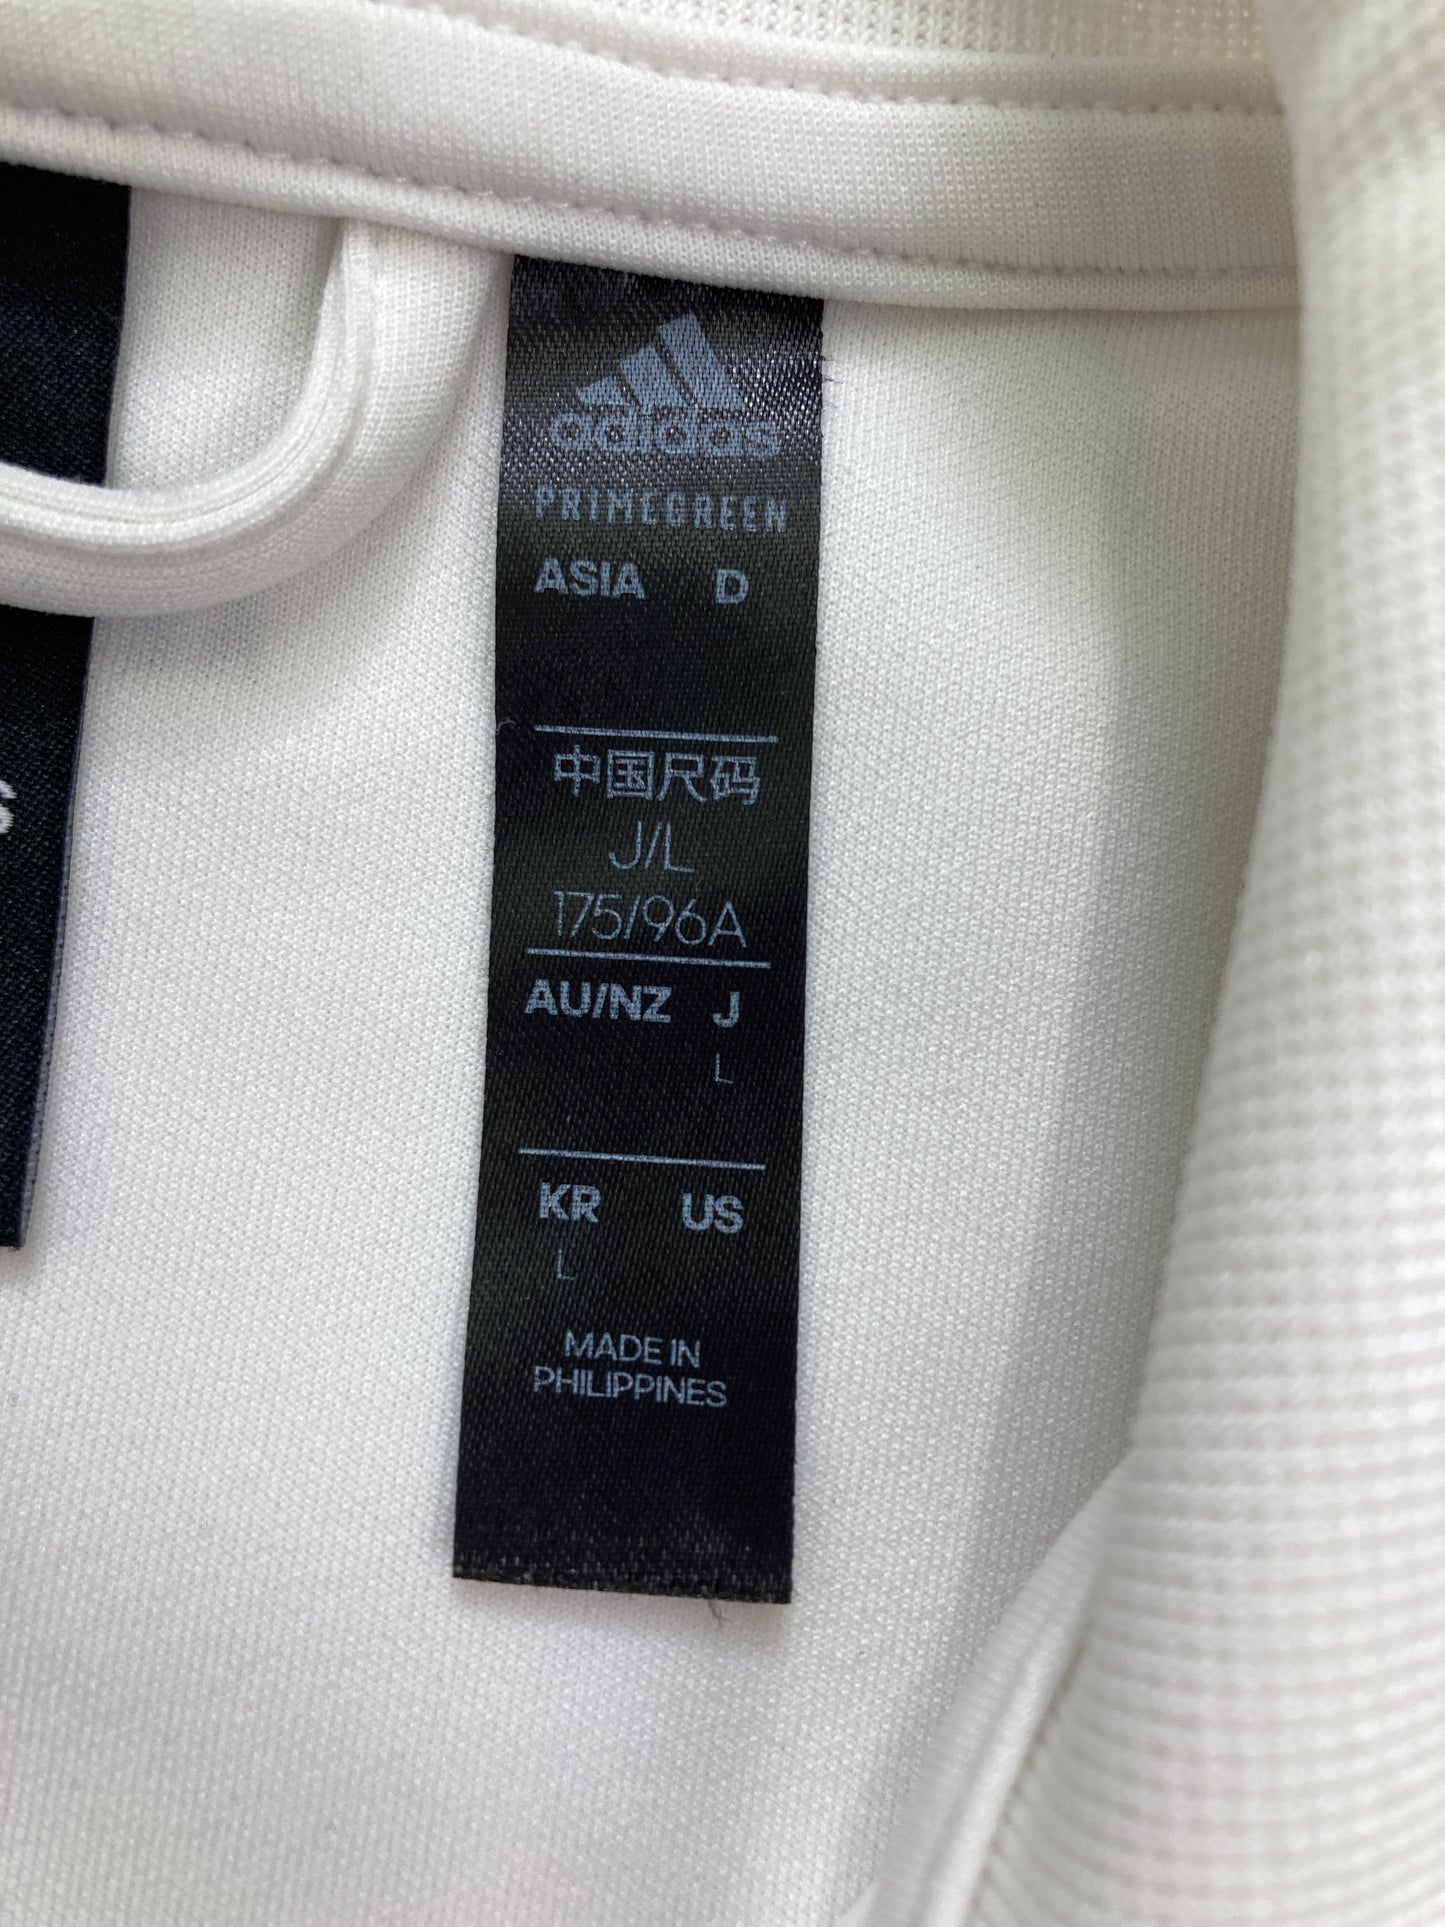 adidas
PRIMEGREEN
ASIA D
中国尺码
J/L
175/96A
AU/NZ J
L
KR US
L
MADE IN
PHILIPPINES